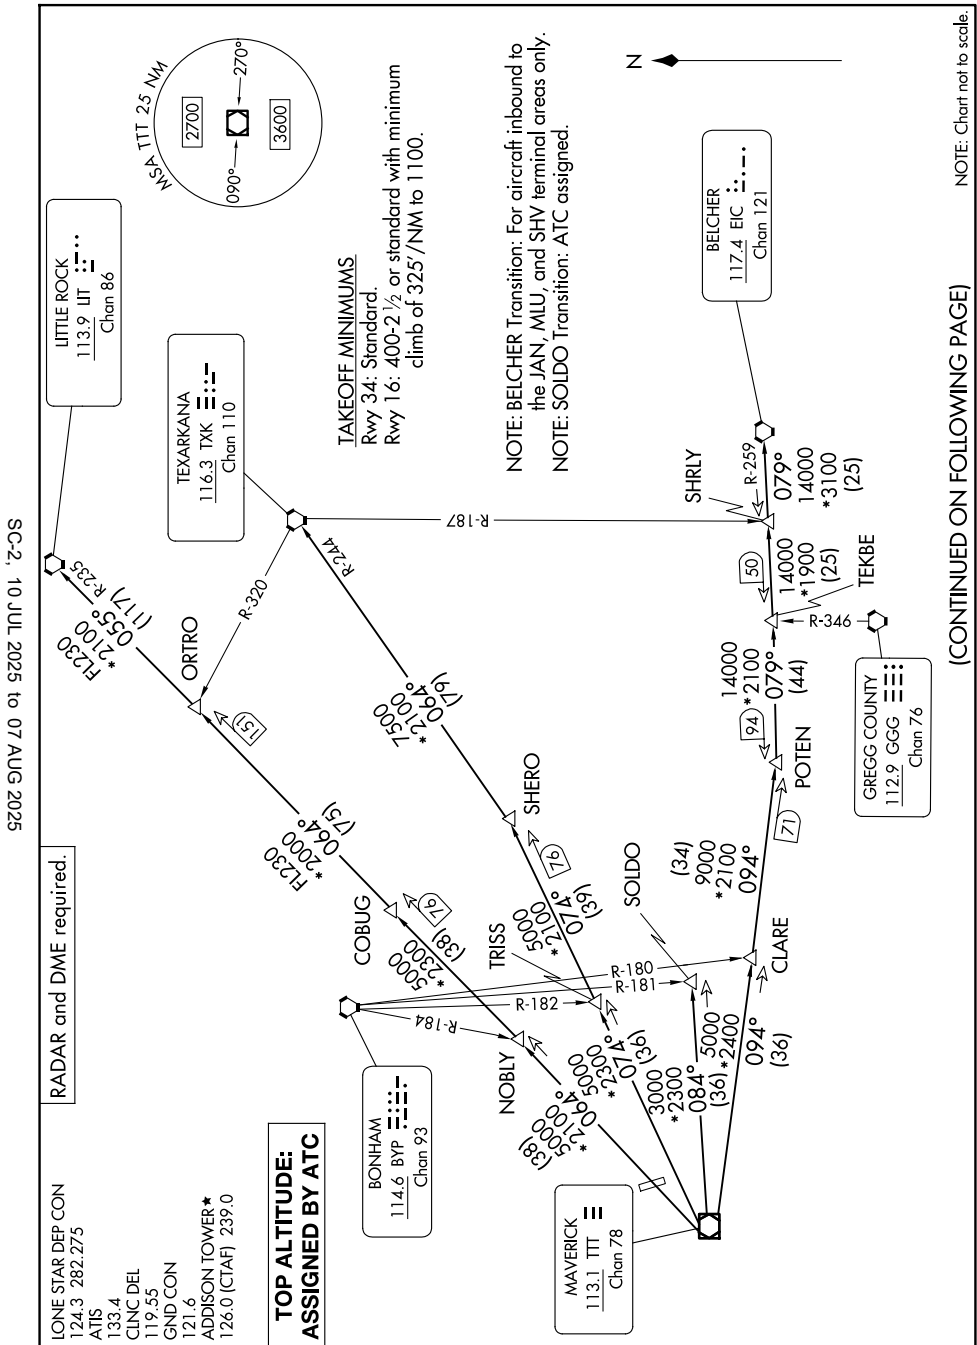 LONE STAR DEP CON
124.3 282.275
ATIS
133.4
CLNC DEL
119.55
GND CON
121.6
ADDISON TOWER★
126.0 (CTAF) 239.0
RADAR and DME required.
TOP ALTITUDE:
ASSIGNED BY ATC
MSA TTT 25 NM
2700
090°
270°
3600
LITTLE ROCK
113.9 LIT
Chan 86
TEXARKANA
116.3 TXK
Chan 110
BONHAM
114.6 BYP
Chan 93
MAVERICK
113.1 TTT
Chan 78
BELCHER
117.4 EIC
Chan 121
GREGG COUNTY
112.9 GGG
Chan 76
TAKEOFF MINIMUMS
Rwy 34: Standard.
Rwy 16: 400-2 ½ or standard with minimum
climb of 325'/NM to 1100.
NOTE: BELCHER Transition: For aircraft inbound to
the JAN, MLU, and SHV terminal areas only.
NOTE: SOLDO Transition: ATC assigned.
N
R-235
FL230
*2100
055°
(117)
ORTRO
R-320
151
FL230
*2000
064°
(75)
COBUG
76
5000
*2300
(38)
NOBLY
5000
*2100
064°
(38)
R-184
R-182
R-181
R-180
R-244
7500
*2100
064°
(79)
SHERO
76
5000
*2100
074°
(39)
TRISS
5000
*2300
074°
(36)
SOLDO
3000
*2300
084°
(36)
5000
*2400
094°
(36)
CLARE
(34)
9000
*2100
094°
71
POTEN
94
14000
*2100
079°
(44)
TEKBE
R-346
50
14000
*1900
(25)
SHRLY
R-187
R-259
079°
14000
*3100
(25)
NOTE: Chart not to scale.
(CONTINUED ON FOLLOWING PAGE)
SC-2, 10 JUL 2025 to 07 AUG 2025